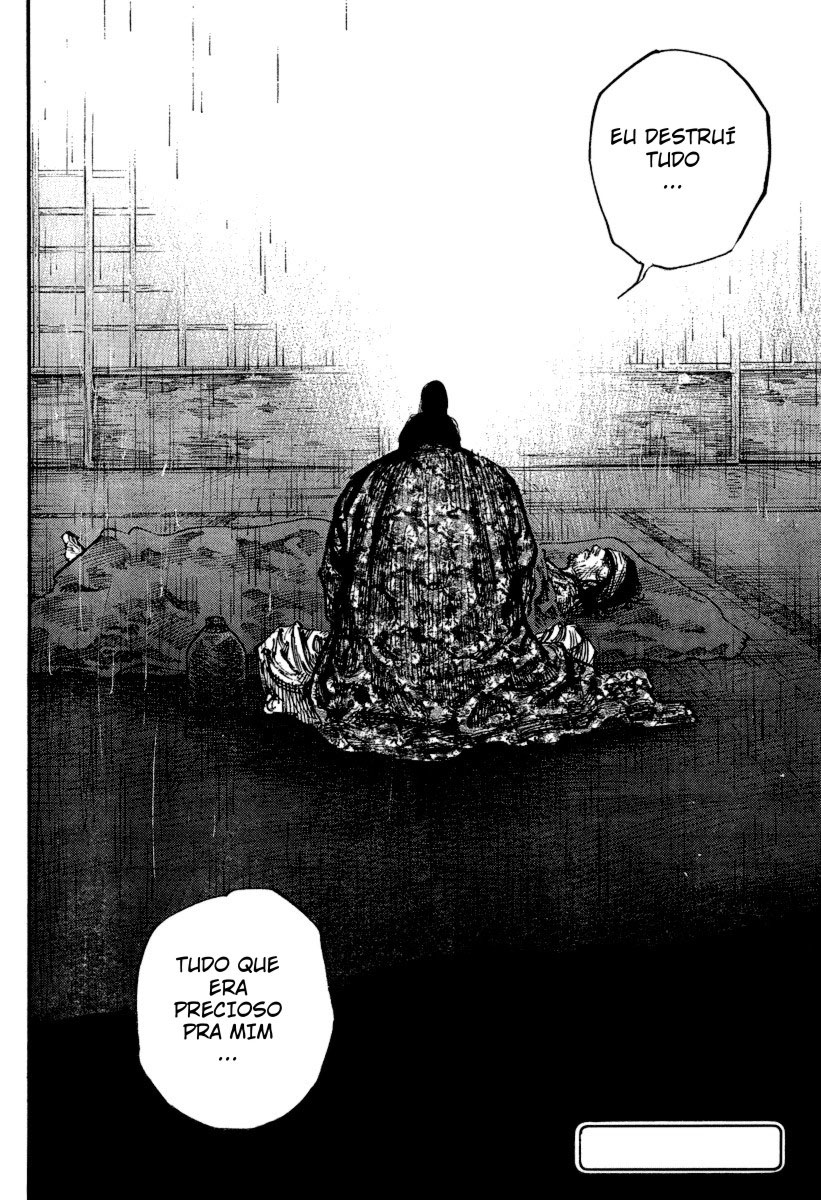 EU DESTRUÍ
TUDO
...
TUDO QUE
ERA
PRECIOSO
PRA MIM
...